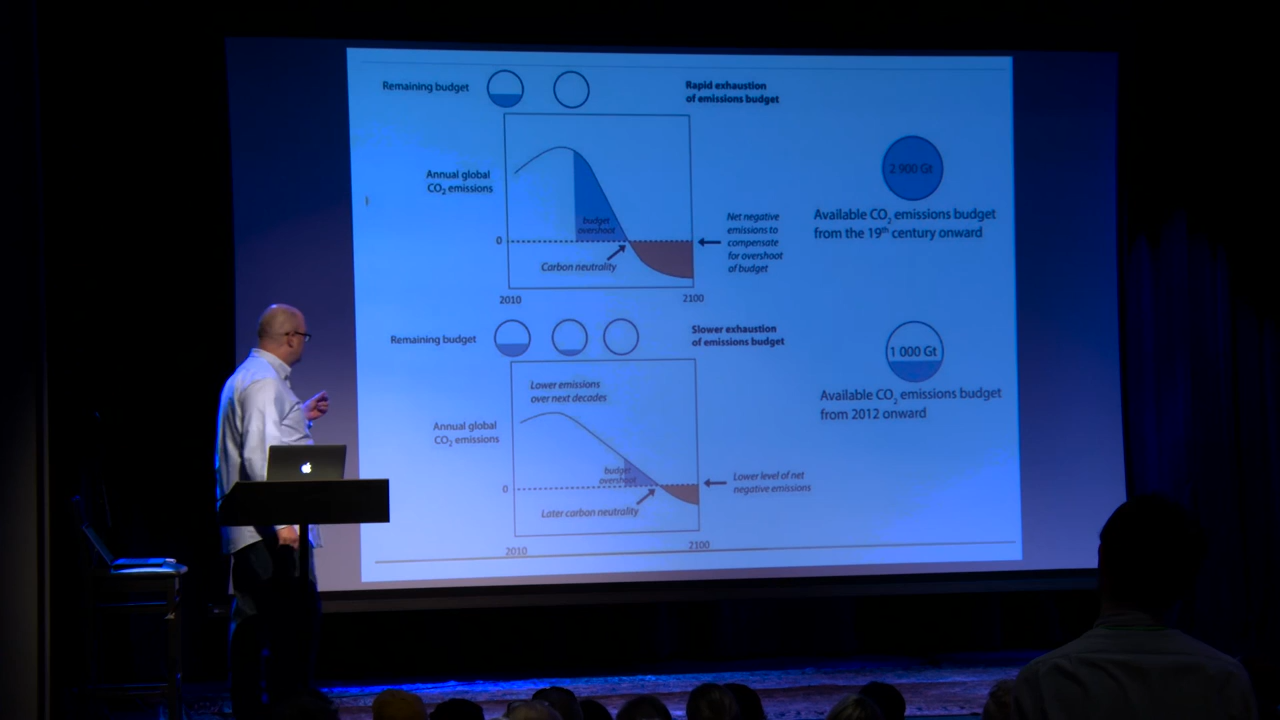 Remaining budget
Rapid exhaustion
of emissions budget
Annual global
CO₂ emissions
budget
overshoot
0
Carbon neutrality
2010
2100
Net negative
emissions to
compensate
for overshoot
of budget
2 900 Gt
Available CO₂ emissions budget
from the 19th century onward
Remaining budget
Slower exhaustion
of emissions budget
Lower emissions
over next decades
Annual global
CO₂ emissions
budget
overshoot
0
Later carbon neutrality
2010
2100
Lower level of net
negative emissions
1 000 Gt
Available CO₂ emissions budget
from 2012 onward